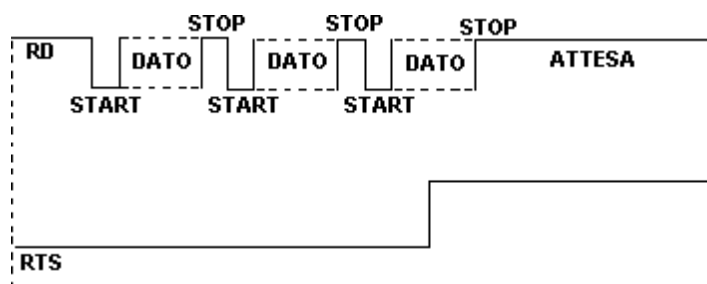 STOP STOP STOP
RD DATO DATO DATO ATTESA
START START START
RTS